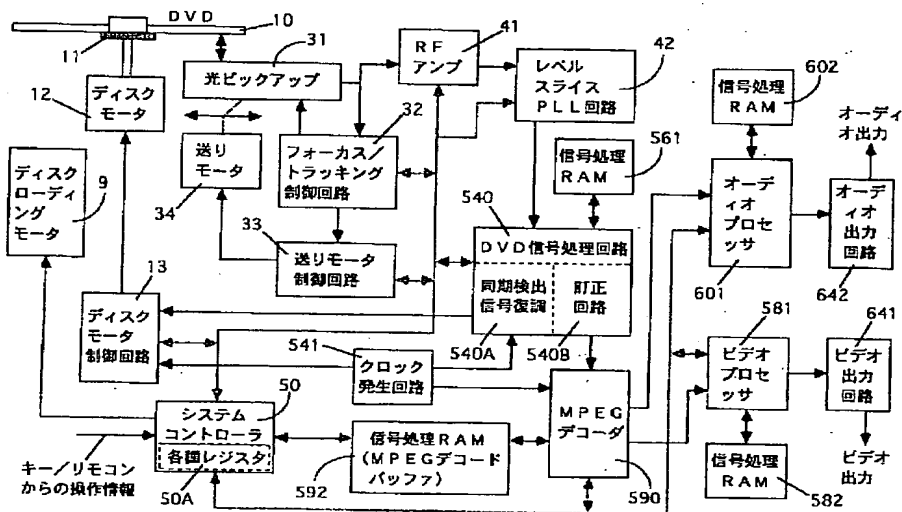 DVD
10
11
31
光ピックアップ
41
RF
アンプ
42
レベル
スライス
PLL回路
602
信号処理
RAM
オーディ
オ出力
12
ディスク
モータ
32
フォーカス/
トラッキング
制御回路
送り
モータ
34
9
ディスク
ローディ
ング
モータ
561
信号処理
RAM
オーディ
オプロ
セッ
サ
601
オーディ
オ出力
回路
642
540
DVD信号処理回路
同期検出
信号復調
訂正
回路
540A
540B
33
送りモータ
制御回路
13
ディスク
モータ
制御回路
541
クロック
発生回路
581
ビデオ
プロセ
ッサ
641
ビデオ
出力
回路
50
システム
コントローラ
各国レジスタ
50A
キー/リモコン
からの操作情報
信号処理RAM
(MPEGデコード
バッファ)
592
MPEG
デコーダ
590
信号処理
RAM
582
ビデオ
出力